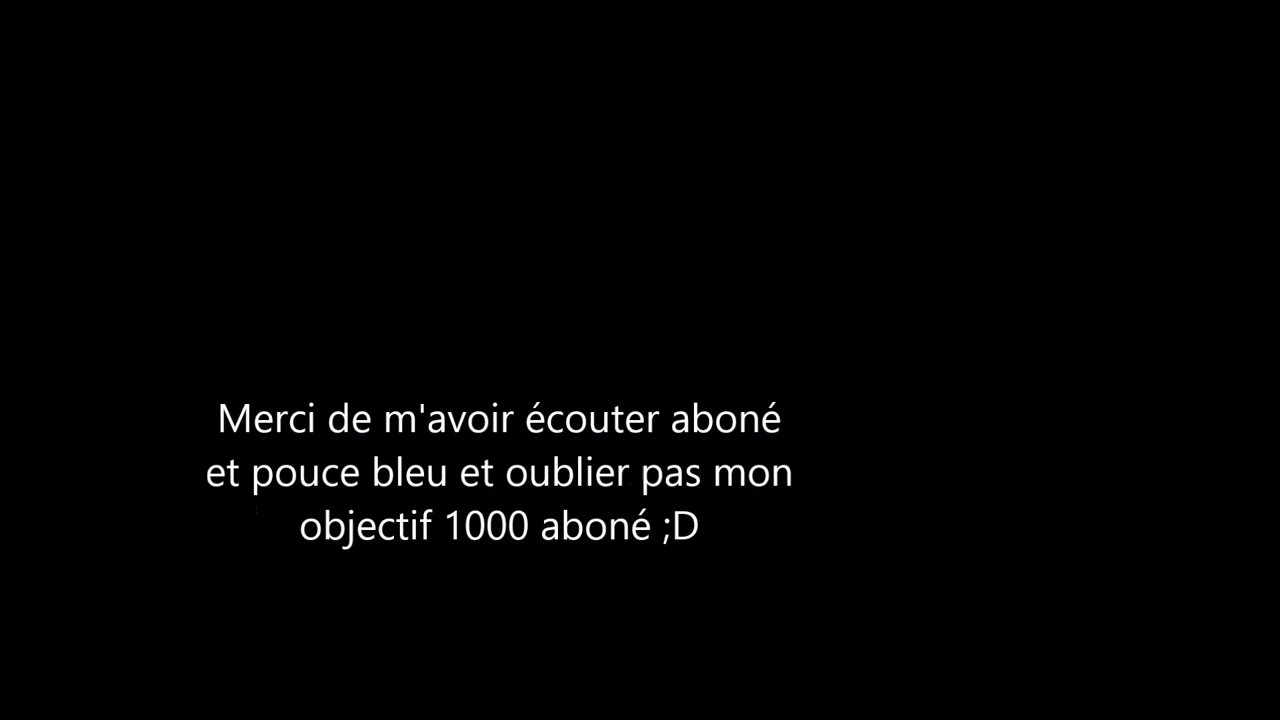 Merci de m'avoir écouter aboné
et pouce bleu et oublier pas mon
objectif 1000 aboné ;D